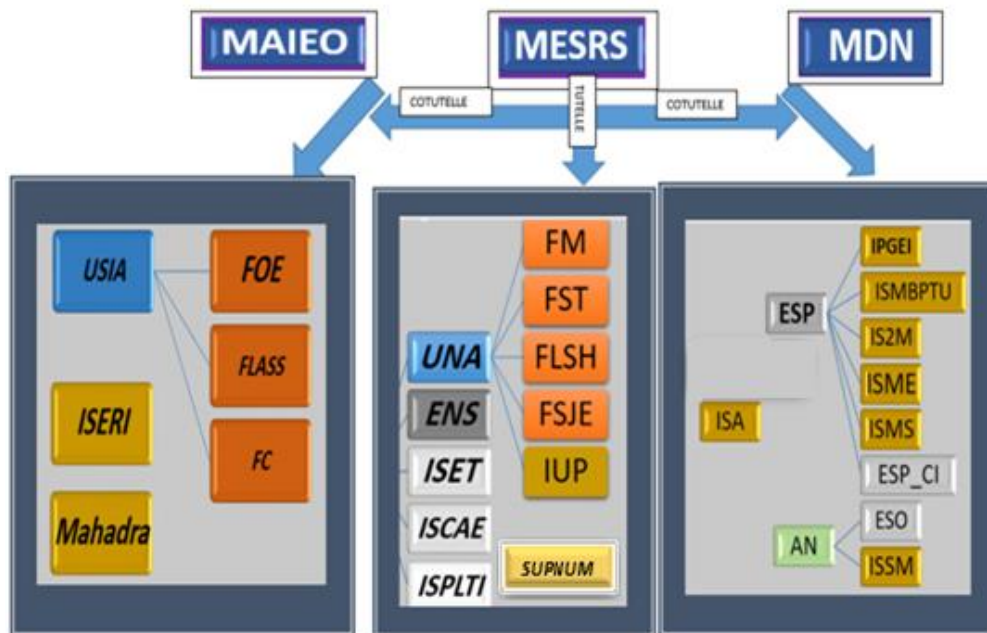 MAIEO
MESRS
MDN
COTUTELLE
TUTELLE
COTUTELLE
USIA
FOE
FLASS
FC
ISERI
Mahadra
FM
FST
UNA
FLSH
ENS
FSJE
ISET
IUP
ISCAE
SUPNUM
ISPLTI
IPGEI
ESP
ISMBPTU
IS2M
ISME
ISA
ISMS
ESP_CI
AN
ESO
ISSM